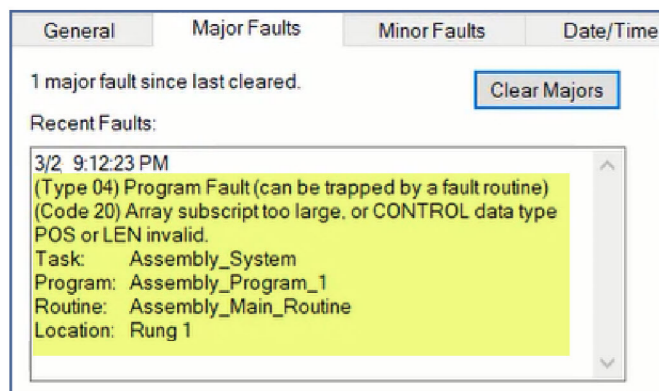 General Major Faults Minor Faults Date/Time
1 major fault since last cleared.
Clear Majors
Recent Faults:
3/2 9:12:23 PM
(Type 04) Program Fault (can be trapped by a fault routine)
(Code 20) Array subscript too large, or CONTROL data type
POS or LEN invalid.
Task: Assembly_System
Program: Assembly_Program_1
Routine: Assembly_Main_Routine
Location: Rung 1